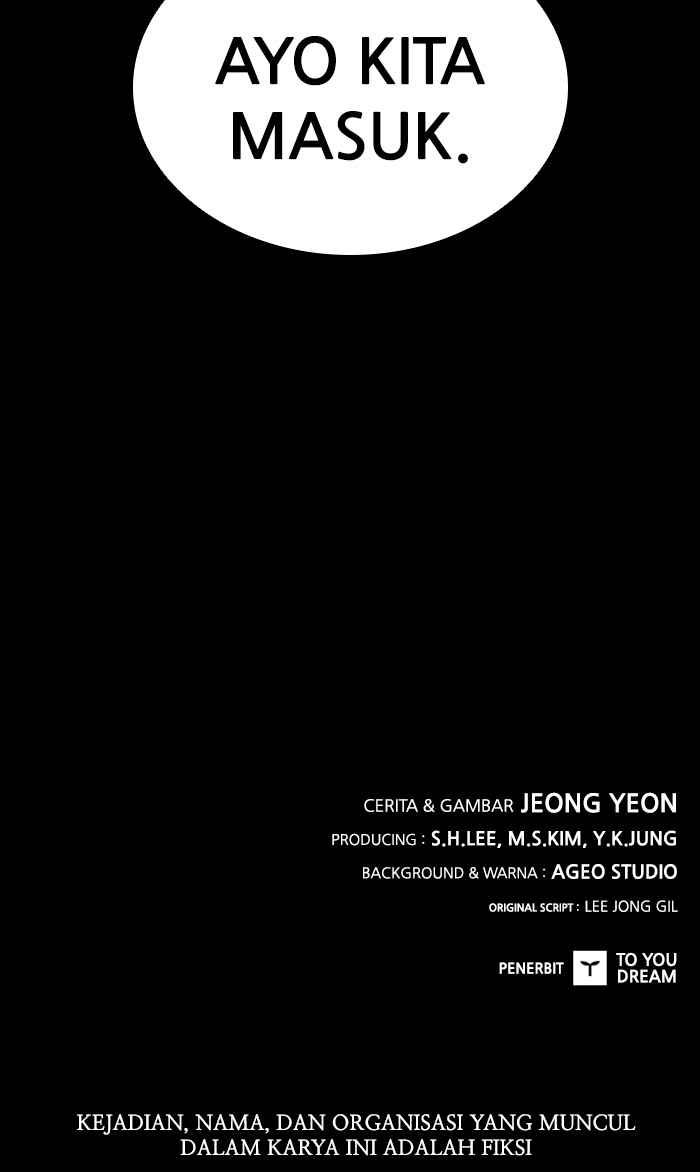 AYO KITA
MASUK.
CERITA & GAMBAR JEONG YEON
PRODUCING : S.H.LEE, M.S.KIM, Y.K.JUNG
BACKGROUND & WARNA : AGEO STUDIO
ORIGINAL SCRIPT : LEE JONG GIL
PENERBIT TO YOU
DREAM
KEJADIAN, NAMA, DAN ORGANISASI YANG MUNCUL
DALAM KARYA INI ADALAH FIKSI